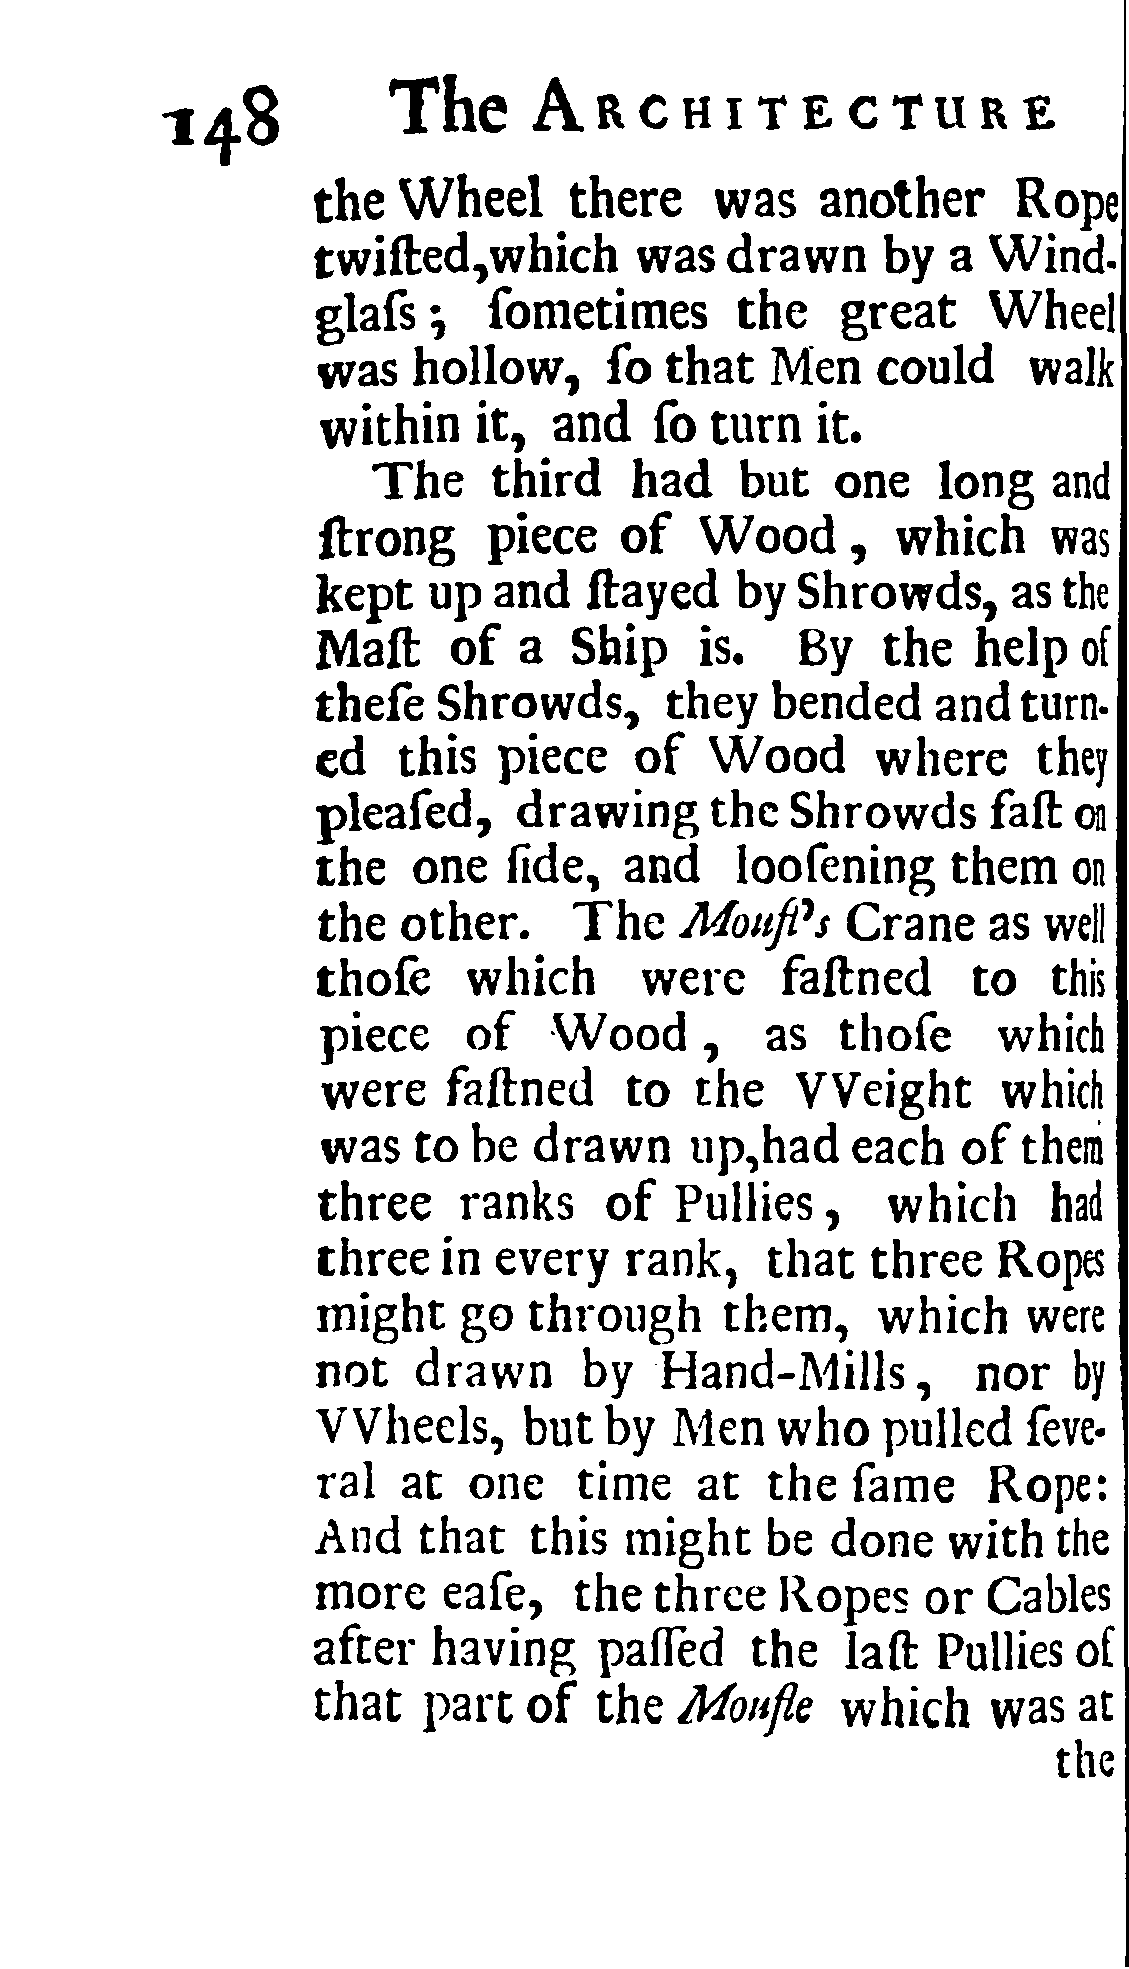 148 The ARCHITECTURE
the Wheel there was another Rope
twiſted,which was drawn by a Wind-
glaſs; ſometimes the great Wheel
was hollow, ſo that Men could walk
within it, and ſo turn it.
The third had but one long and
ſtrong piece of Wood, which was
kept up and ſtayed by Shrowds, as the
Maſt of a Ship is. By the help of
theſe Shrowds, they bended and turn-
ed this piece of Wood where they
pleaſed, drawing the Shrowds faſt on
the one ſide, and looſening them on
the other. The Moufl's Crane as well
thoſe which were faſtned to this
piece of Wood, as thoſe which
were faſtned to the VVeight which
was to be drawn up,had each of them
three ranks of Pullies, which had
three in every rank, that three Ropes
might go through them, which were
not drawn by Hand-Mills, nor by
VVheels, but by Men who pulled ſeve-
ral at one time at the ſame Rope:
And that this might be done with the
more eaſe, the three Ropes or Cables
after having paſſed the laſt Pullies of
that part of the Moufle which was at
the